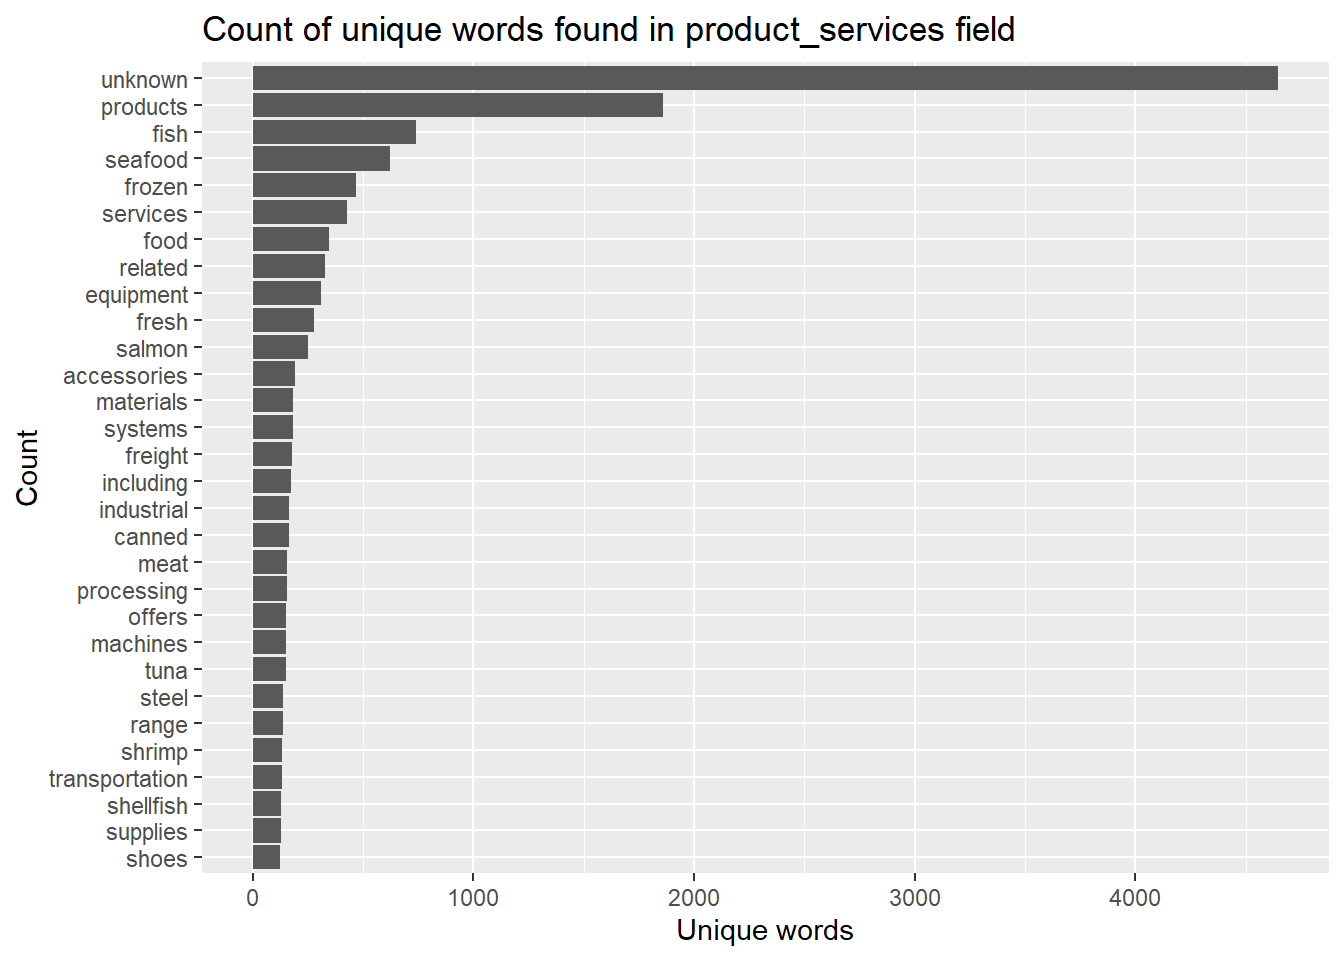 Count of unique words found in product_services field
unknown
products
fish
seafood
frozen
services
food
related
equipment
fresh
salmon
accessories
materials
systems
freight
including
industrial
canned
meat
processing
offers
machines
tuna
steel
range
shrimp
transportation
shellfish
supplies
shoes
Count
0 1000 2000 3000 4000
Unique words